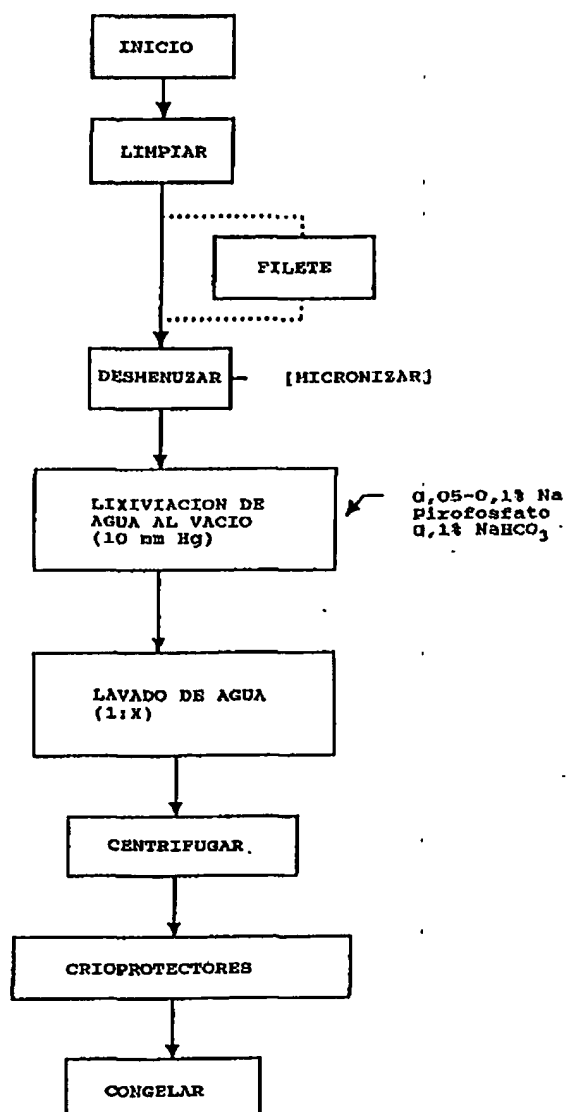 INICIO
LIMPIAR
FILETE
DESMENUZAR
[MICRONIZAR]
LIXIVIACION DE
AGUA AL VACIO
(10 mm Hg)
0,05-0,1% Na
Pirofosfato
0,1% NaHCO3
LAVADO DE AGUA
(1:X)
CENTRIFUGAR
CRIOPROTECTORES
CONGELAR